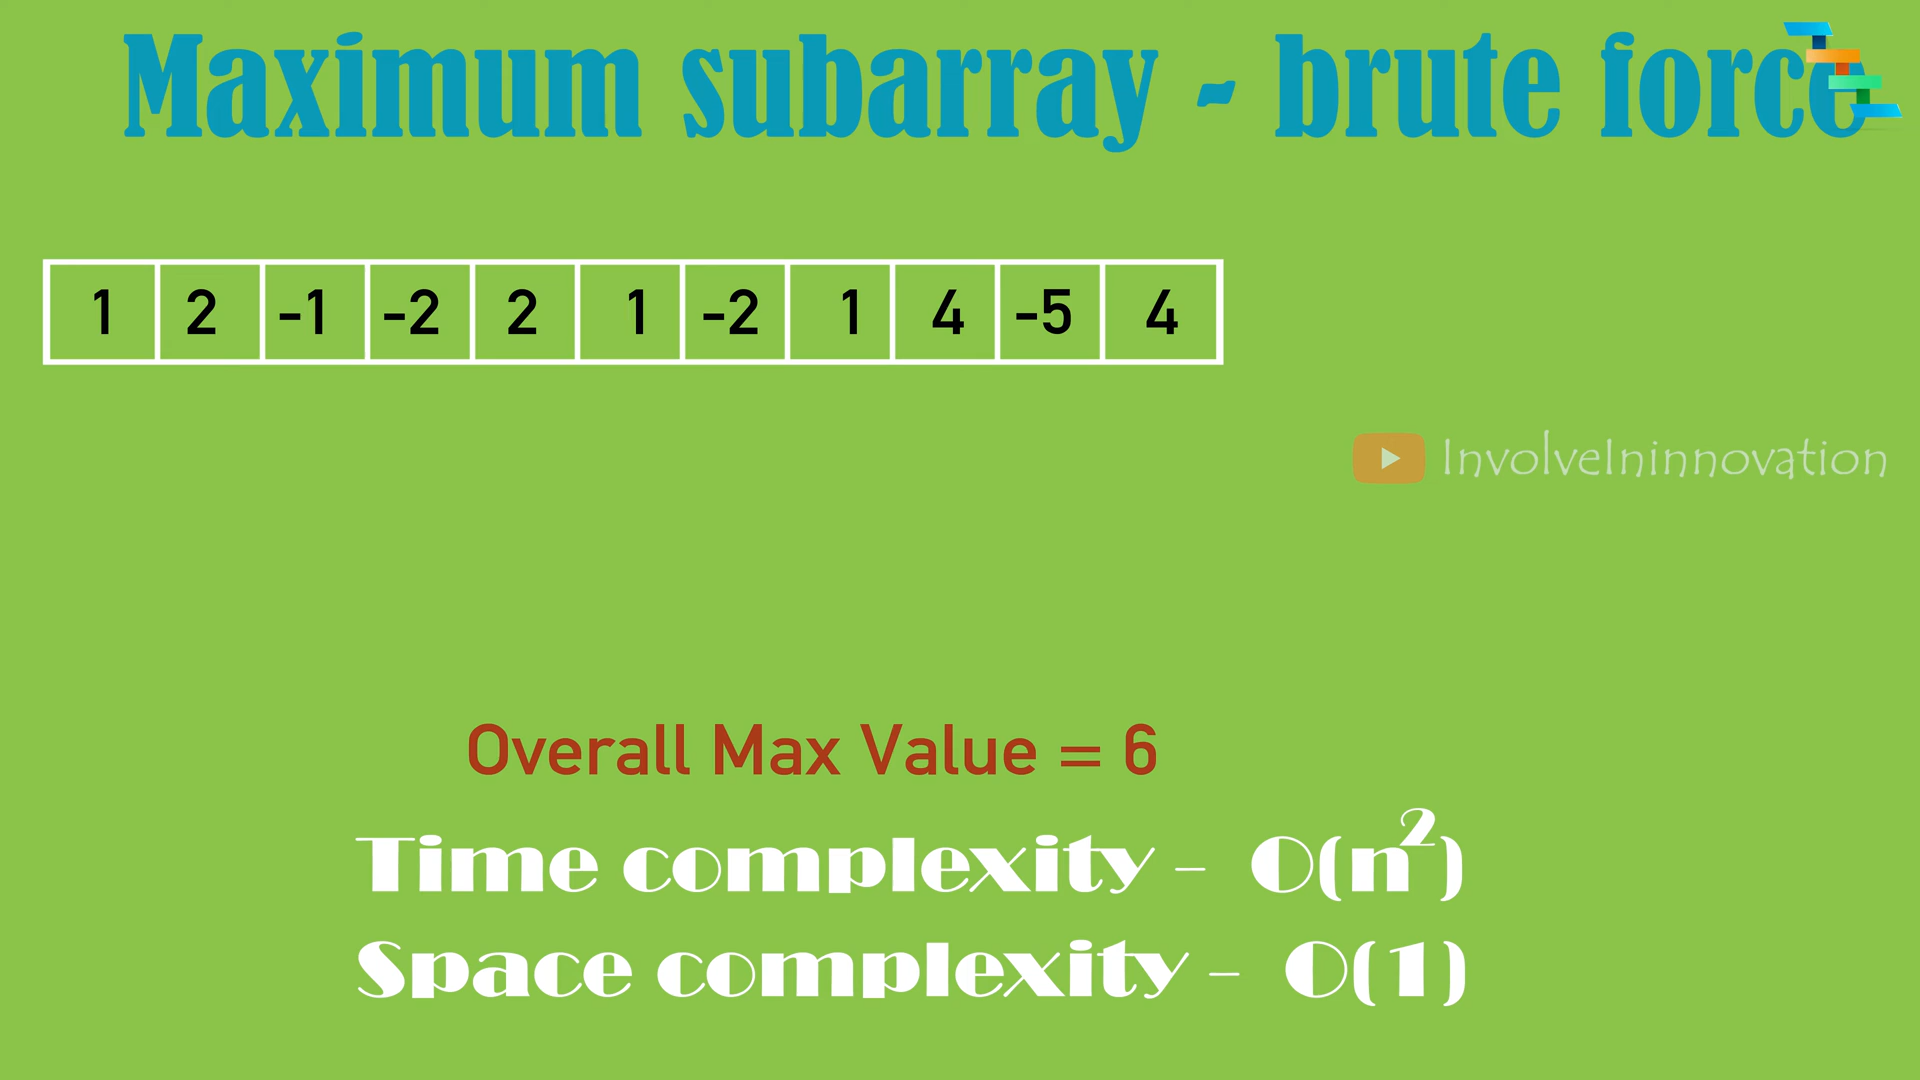 Maximum subarray - brute force
1 2 -1 -2 2 1 -2 1 4 -5 4
InvolveIninnovation
Overall Max Value = 6
Time complexity - O(n²)
Space complexity - O(1)